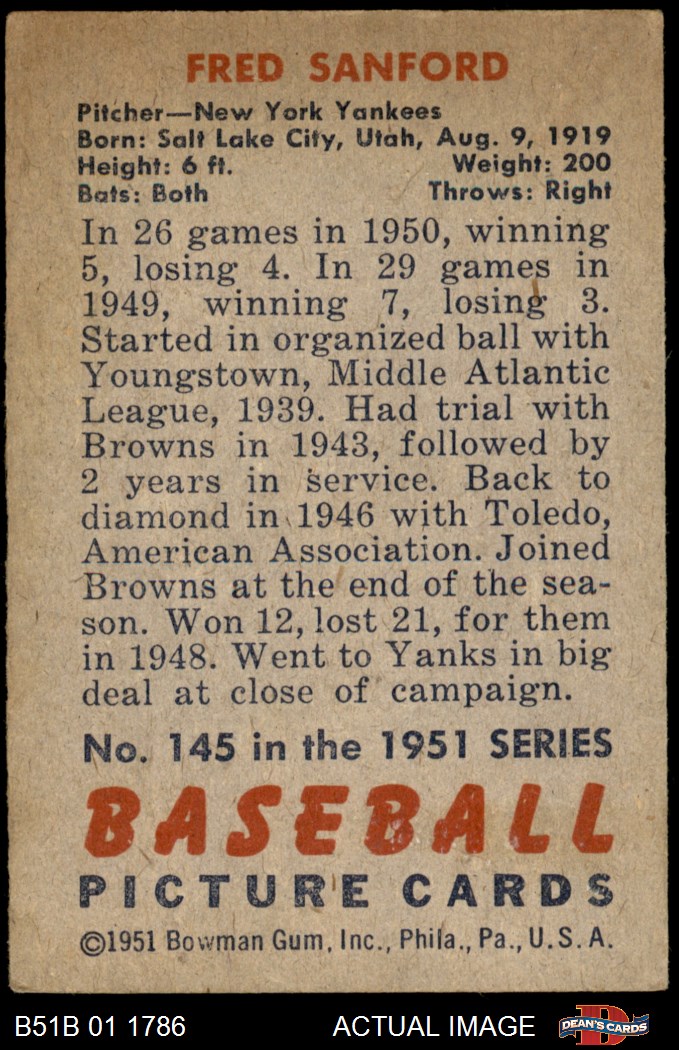 FRED SANFORD
Pitcher—New York Yankees
Born: Salt Lake City, Utah, Aug. 9, 1919
Height: 6 ft. Weight: 200
Bats: Both Throws: Right
In 26 games in 1950, winning
5, losing 4. In 29 games in
1949, winning 7, losing 3.
Started in organized ball with
Youngstown, Middle Atlantic
League, 1939. Had trial with
Browns in 1943, followed by
2 years in service. Back to
diamond in 1946 with Toledo,
American Association. Joined
Browns at the end of the sea-
son. Won 12, lost 21, for them
in 1948. Went to Yanks in big
deal at close of campaign.
No. 145 in the 1951 SERIES
BASEBALL
PICTURE CARDS
©1951 Bowman Gum, Inc., Phila., Pa., U.S.A.
B51B 01 1786 ACTUAL IMAGE D DEAN'S CARDS